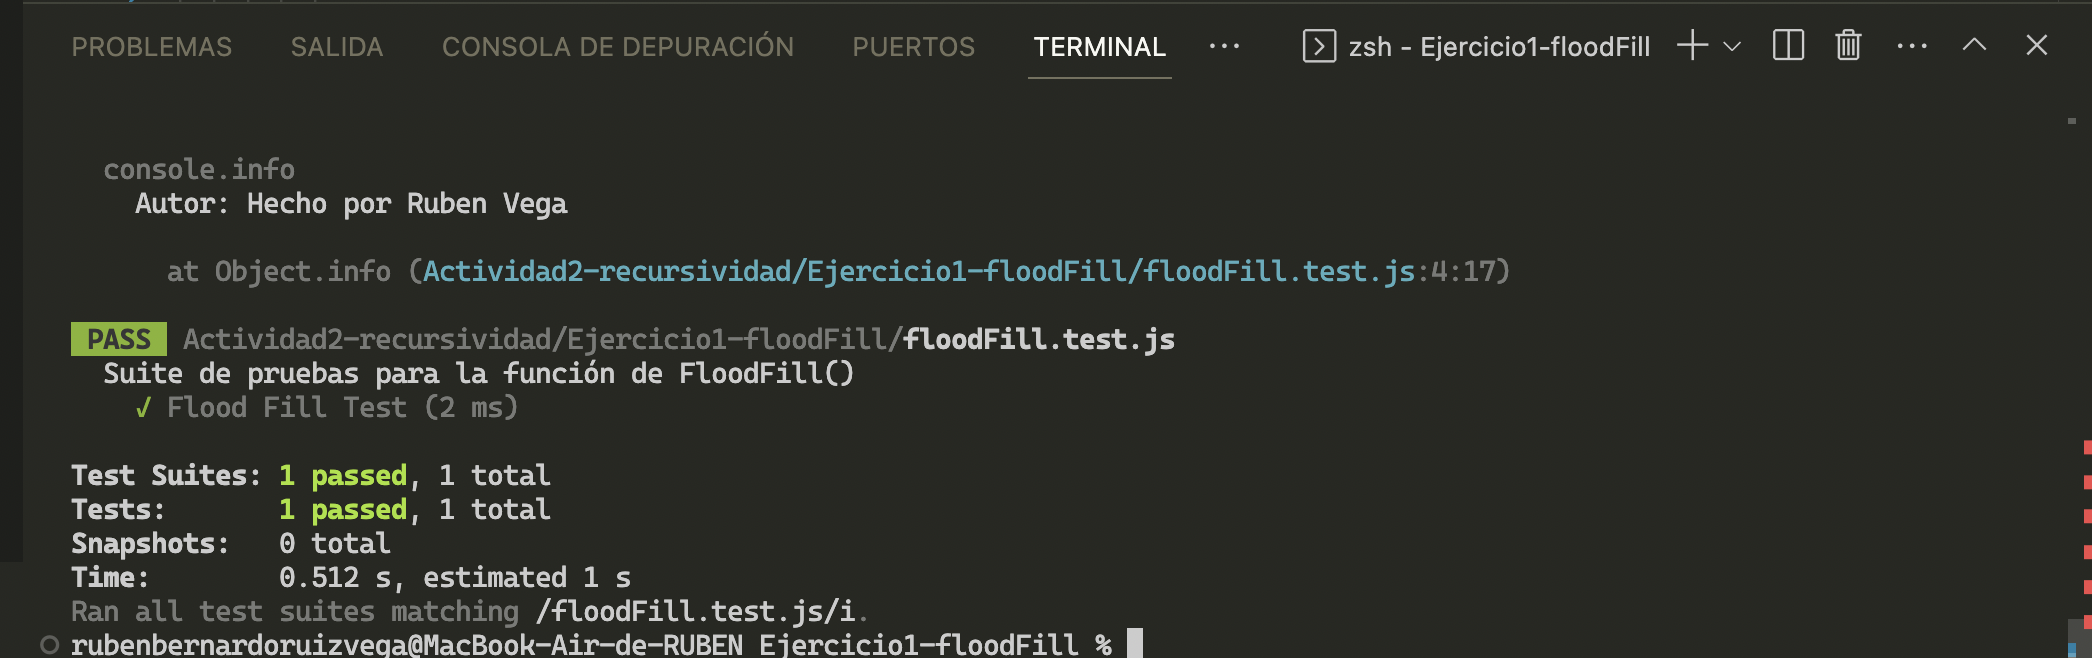 PROBLEMAS SALIDA CONSOLA DE DEPURACIÓN PUERTOS TERMINAL ··· zsh - Ejercicio1-floodFill
console.info
Autor: Hecho por Ruben Vega
at Object.info (Actividad2-recursividad/Ejercicio1-floodFill/floodFill.test.js:4:17)
PASS Actividad2-recursividad/Ejercicio1-floodFill/floodFill.test.js
Suite de pruebas para la función de FloodFill()
√ Flood Fill Test (2 ms)
Test Suites: 1 passed, 1 total
Tests: 1 passed, 1 total
Snapshots: 0 total
Time: 0.512 s, estimated 1 s
Ran all test suites matching /floodFill.test.js/i.
rubenbernardoruizvega@MacBook-Air-de-RUBEN Ejercicio1-floodFill %